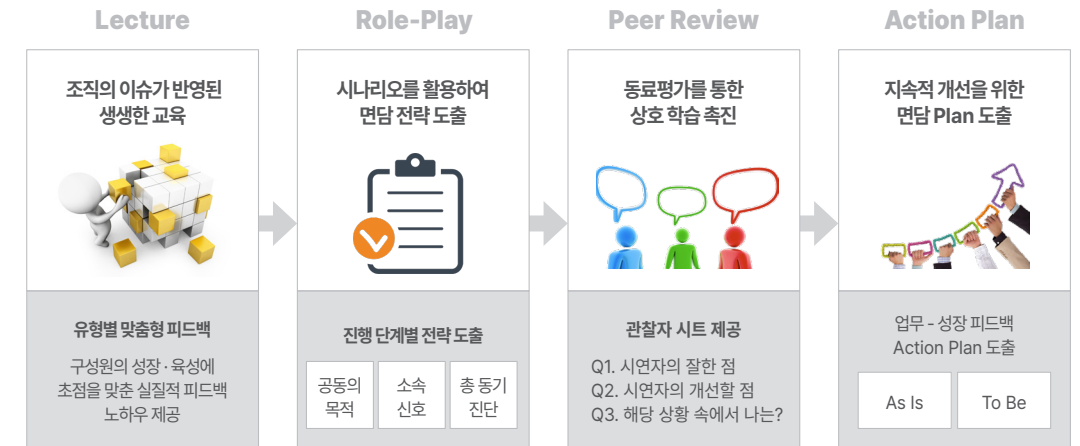 Lecture
조직의 이슈가 반영된
생생한 교육
유형별 맞춤형 피드백
구성원의 성장 · 육성에
초점을 맞춘 실질적 피드백
노하우 제공
Role-Play
시나리오를 활용하여
면담 전략 도출
진행 단계별 전략 도출
공동의
목적
소속
신호
총 동기
진단
Peer Review
동료평가를 통한
상호 학습 촉진
관찰자 시트 제공
Q1. 시연자의 잘한 점
Q2. 시연자의 개선할 점
Q3. 해당 상황 속에서 나는?
Action Plan
지속적 개선을 위한
면담 Plan 도출
업무 - 성장 피드백
Action Plan 도출
As Is
To Be